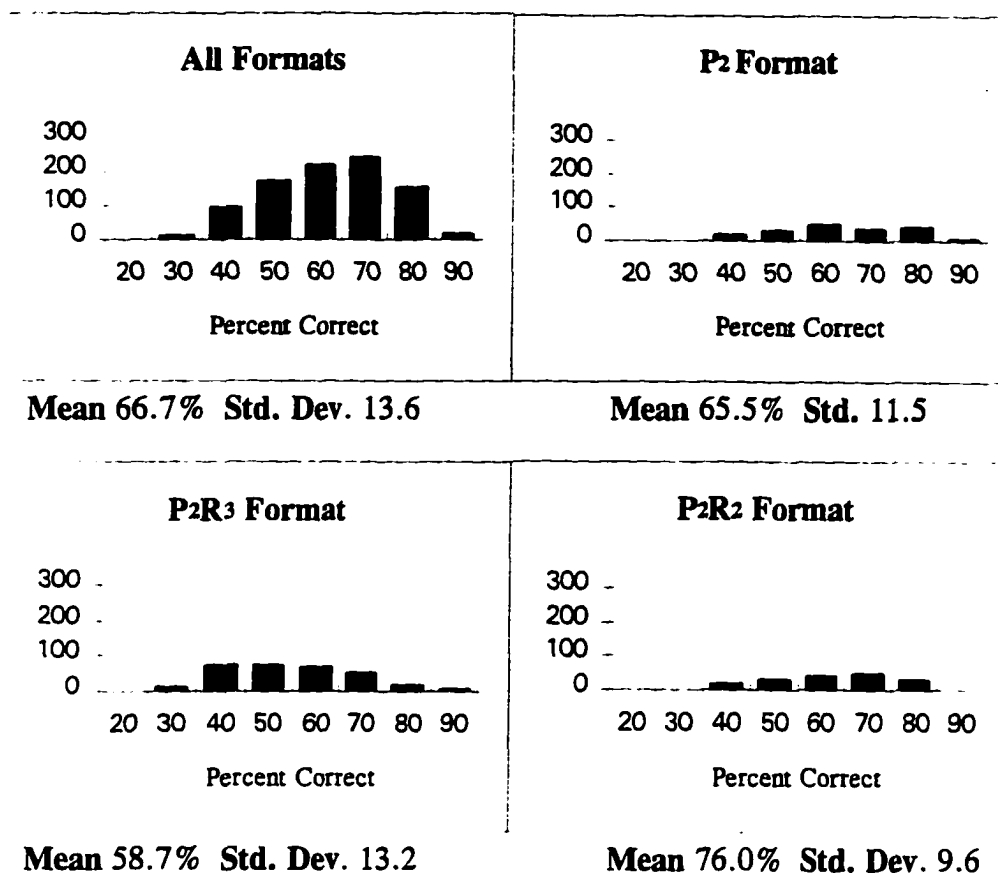 All Formats
300
200
100
0
20 30 40 50 60 70 80 90
Percent Correct
Mean 66.7% Std. Dev. 13.6
P2 Format
300
200
100
0
20 30 40 50 60 70 80 90
Percent Correct
Mean 65.5% Std. 11.5
P2R3 Format
300
200
100
0
20 30 40 50 60 70 80 90
Percent Correct
Mean 58.7% Std. Dev. 13.2
P2R2 Format
300
200
100
0
20 30 40 50 60 70 80 90
Percent Correct
Mean 76.0% Std. Dev. 9.6